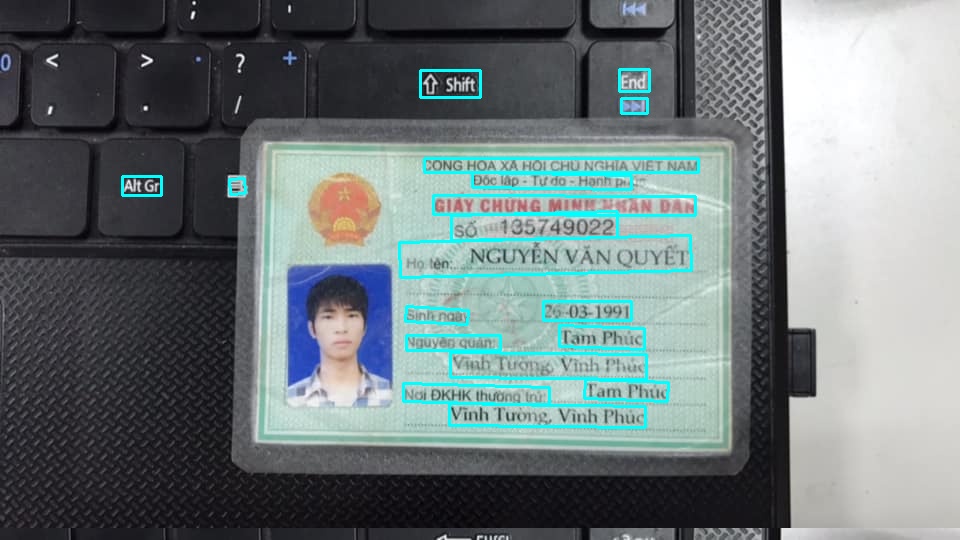 0 < > ? +
, . /
Shift End
Alt Gr
CỘNG HÒA XÃ HỘI CHỦ NGHĨA VIỆT NAM
Độc lập - Tự do - Hạnh phúc
GIẤY CHỨNG MINH NHÂN DÂN
SỐ 135749022
Họ tên: NGUYỄN VĂN QUYẾT
Sinh ngày 26-03-1991
Nguyên quán: Tam Phúc
Vĩnh Tường, Vĩnh Phúc
Nơi ĐKHK thường trú: Tam Phúc
Vĩnh Tường, Vĩnh Phúc